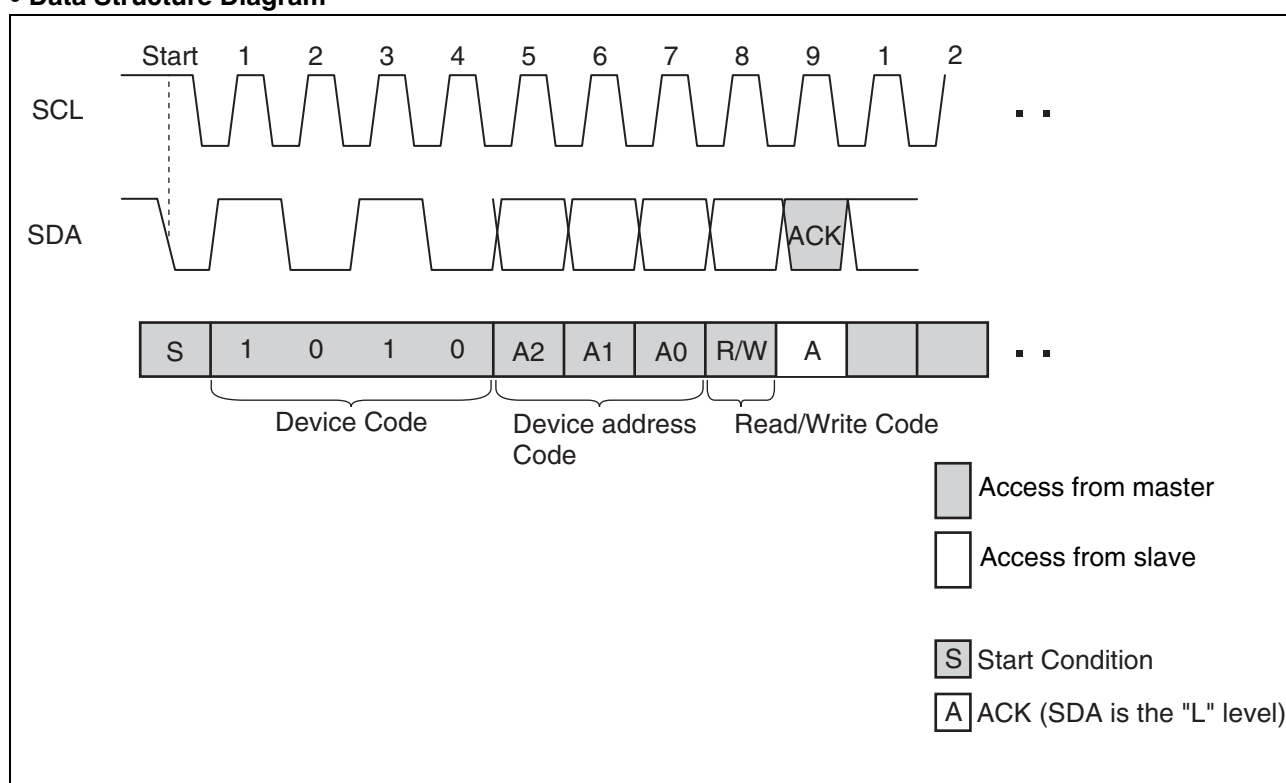 • Data Structure Diagram
Start 1 2 3 4 5 6 7 8 9 1 2
SCL
SDA
ACK
S 1 0 1 0 A2 A1 A0 R/W A
Device Code
Device address
Code
Read/Write Code
Access from master
Access from slave
S Start Condition
A ACK (SDA is the "L" level)